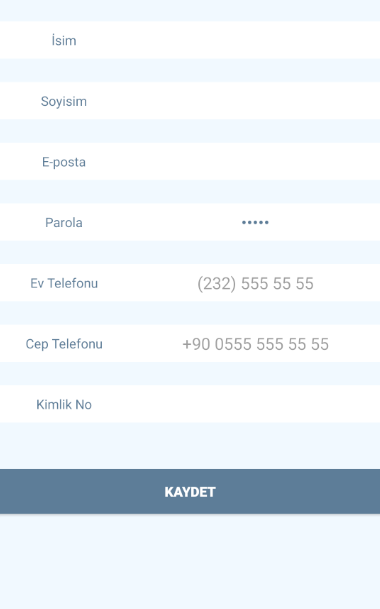 İsim
Soyisim
E-posta
Parola •••••
Ev Telefonu (232) 555 55 55
Cep Telefonu +90 0555 555 55 55
Kimlik No
KAYDET